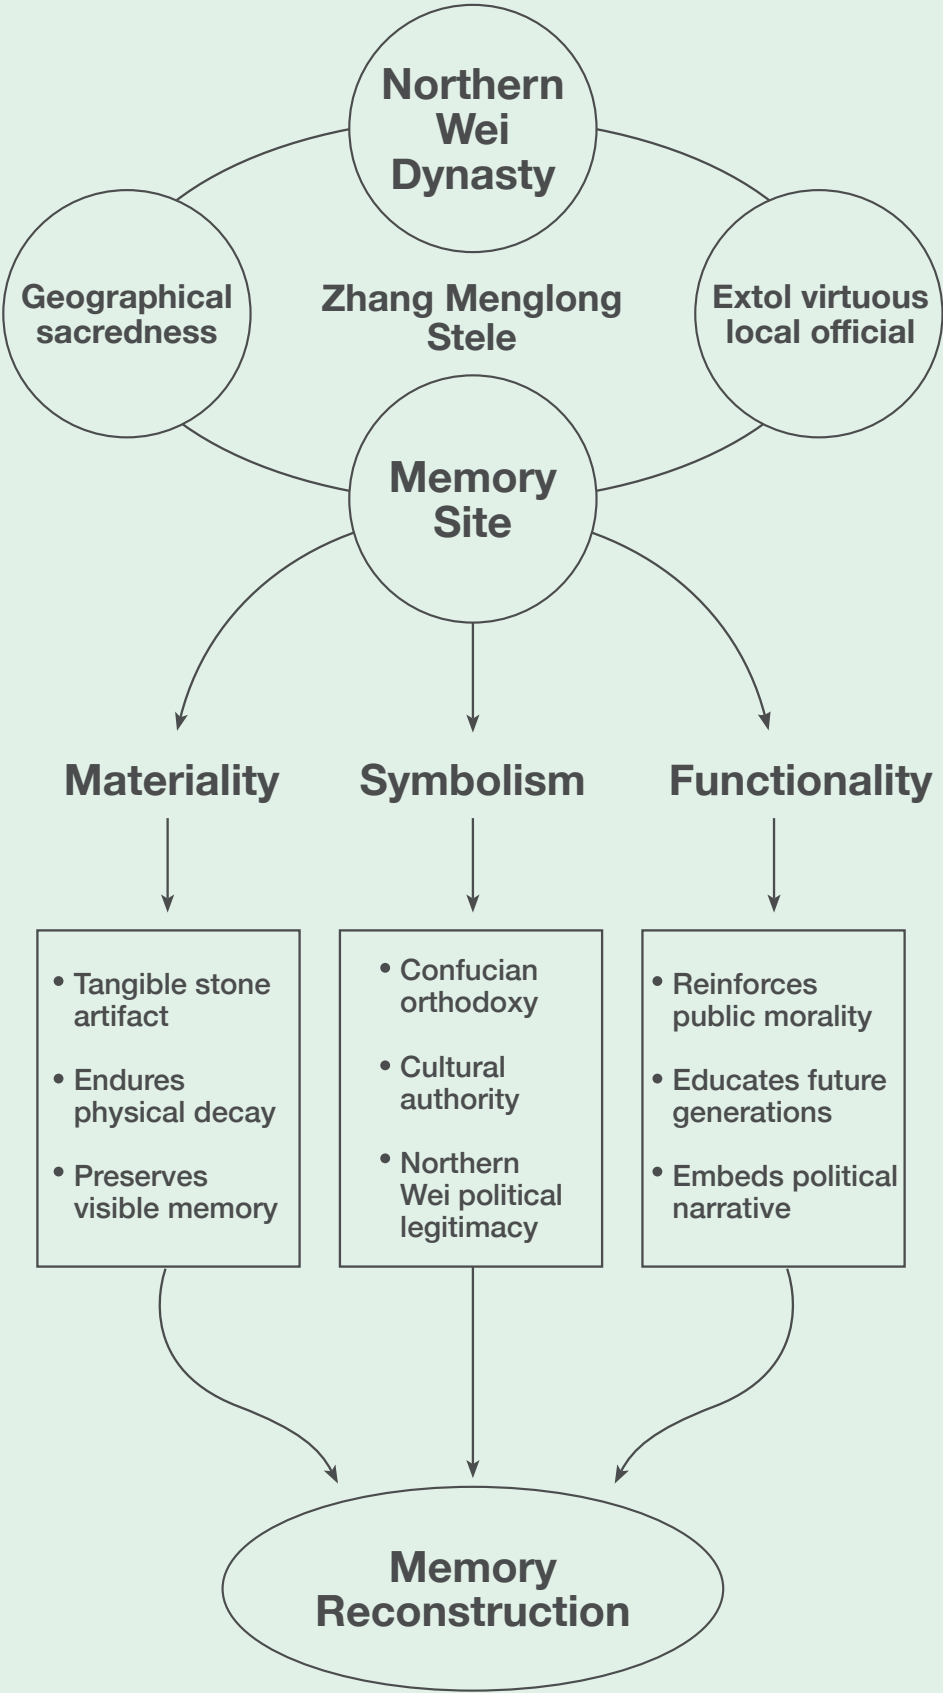 Northern
Wei
Dynasty
Geographical
sacredness
Zhang Menglong
Stele
Extol virtuous
local official
Memory
Site
Materiality
Symbolism
Functionality
• Tangible stone
artifact
• Endures
physical decay
• Preserves
visible memory
• Confucian
orthodoxy
• Cultural
authority
• Northern
Wei political
legitimacy
• Reinforces
public morality
• Educates future
generations
• Embeds political
narrative
Memory
Reconstruction